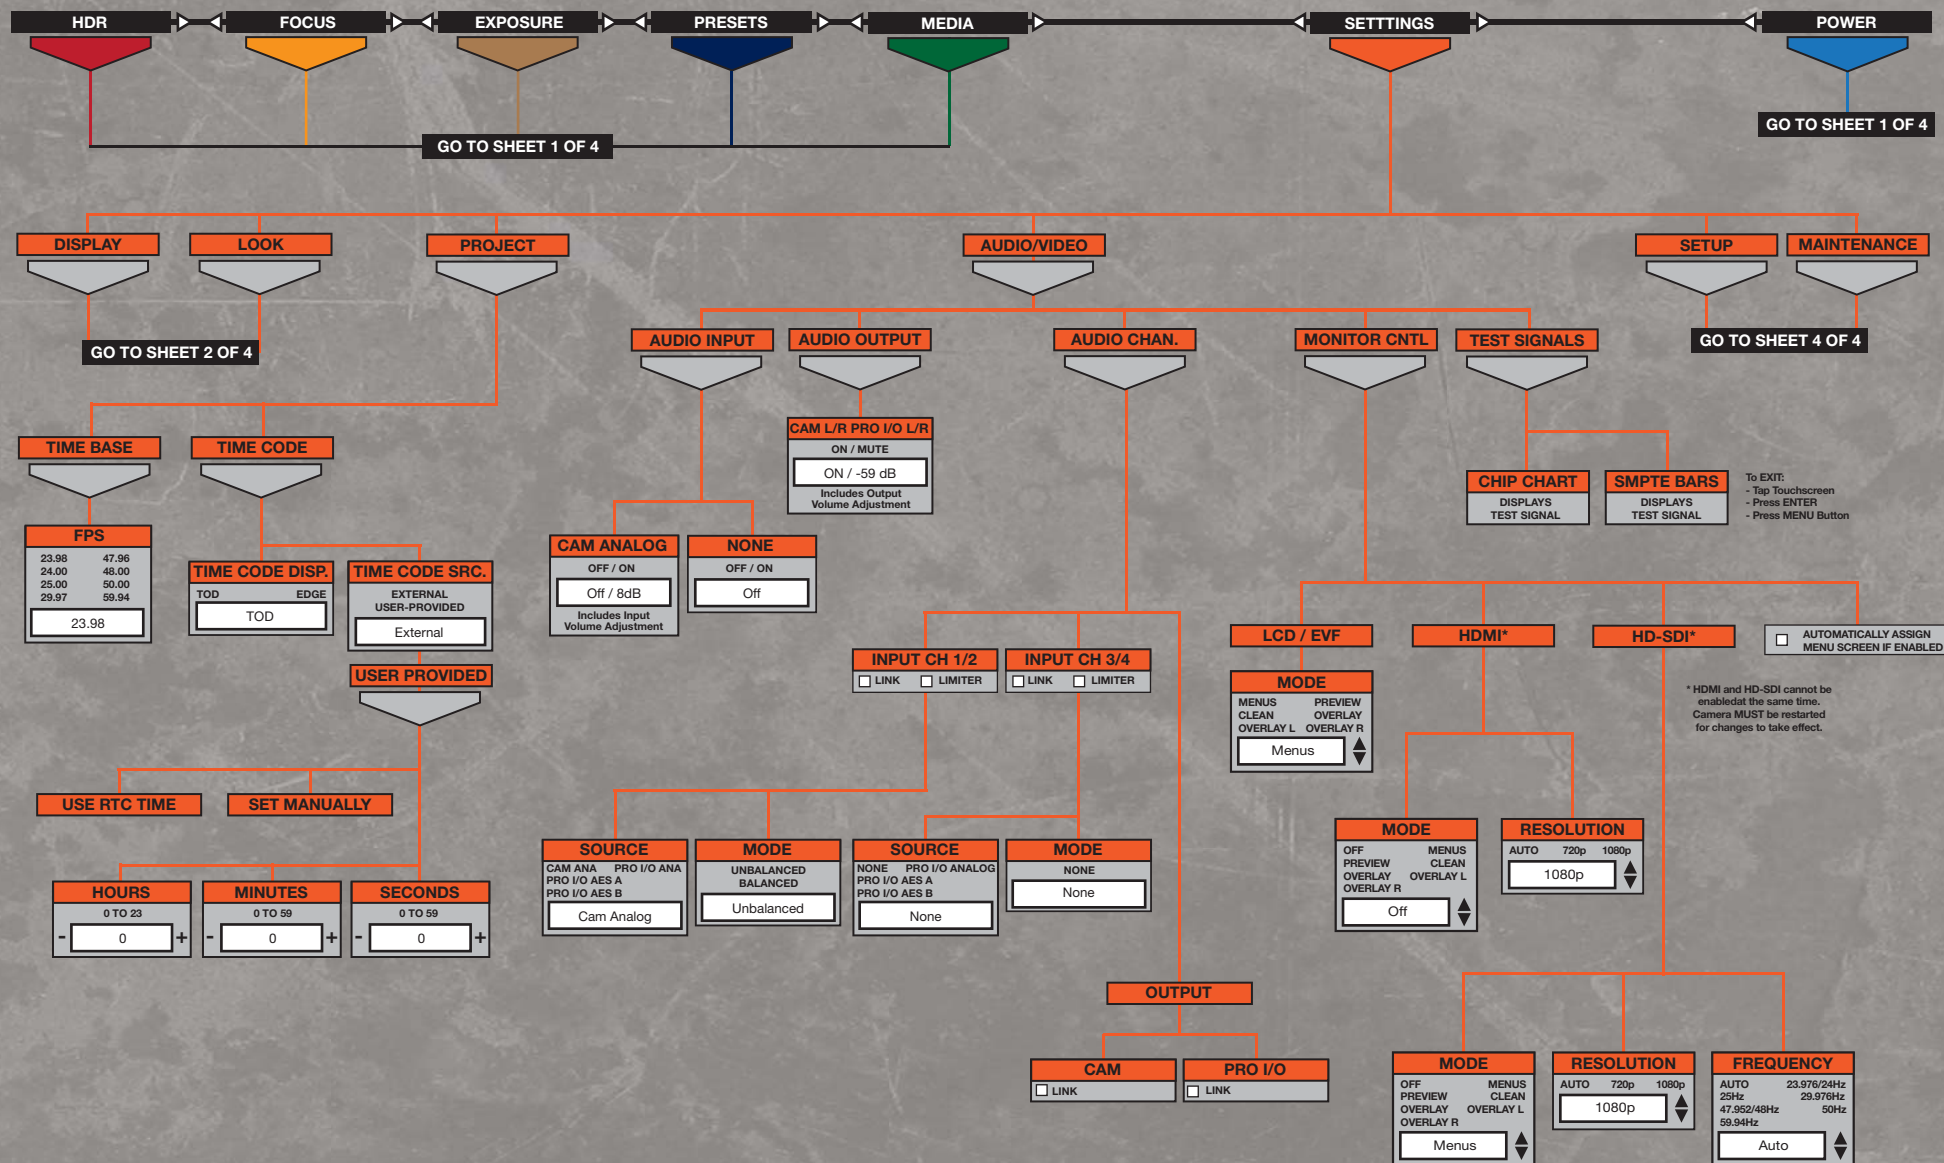 HDR
FOCUS
EXPOSURE
PRESETS
MEDIA
SETTTINGS
POWER
GO TO SHEET 1 OF 4
GO TO SHEET 1 OF 4
DISPLAY
LOOK
PROJECT
AUDIO/VIDEO
SETUP
MAINTENANCE
GO TO SHEET 2 OF 4
GO TO SHEET 4 OF 4
AUDIO INPUT
AUDIO OUTPUT
AUDIO CHAN.
MONITOR CNTL
TEST SIGNALS
TIME BASE
TIME CODE
CAM L/R PRO I/O L/R
ON / MUTE
ON / -59 dB
Includes Output
Volume Adjustment
CHIP CHART
DISPLAYS
TEST SIGNAL
SMPTE BARS
DISPLAYS
TEST SIGNAL
To EXIT:
- Tap Touchscreen
- Press ENTER
- Press MENU Button
FPS
23.98 47.96
24.00 48.00
25.00 50.00
29.97 59.94
23.98
TIME CODE DISP.
TOD EDGE
TOD
TIME CODE SRC.
EXTERNAL
USER-PROVIDED
External
USER PROVIDED
CAM ANALOG
OFF / ON
Off / 8dB
Includes Input
Volume Adjustment
NONE
OFF / ON
Off
INPUT CH 1/2
LINK LIMITER
INPUT CH 3/4
LINK LIMITER
LCD / EVF
HDMI*
HD-SDI*
AUTOMATICALLY ASSIGN
MENU SCREEN IF ENABLED
MODE
MENUS PREVIEW
CLEAN OVERLAY
OVERLAY L OVERLAY R
Menus
* HDMI and HD-SDI cannot be
enabledat the same time.
Camera MUST be restarted
for changes to take effect.
USE RTC TIME
SET MANUALLY
HOURS
0 TO 23
- 0 +
MINUTES
0 TO 59
- 0 +
SECONDS
0 TO 59
- 0 +
SOURCE
CAM ANA PRO I/O ANA
PRO I/O AES A
PRO I/O AES B
Cam Analog
MODE
UNBALANCED
BALANCED
Unbalanced
SOURCE
NONE PRO I/O ANALOG
PRO I/O AES A
PRO I/O AES B
None
MODE
NONE
None
MODE
OFF MENUS
PREVIEW CLEAN
OVERLAY OVERLAY L
OVERLAY R
Off
RESOLUTION
AUTO 720p 1080p
1080p
OUTPUT
CAM
LINK
PRO I/O
LINK
MODE
OFF MENUS
PREVIEW CLEAN
OVERLAY OVERLAY L
OVERLAY R
Menus
RESOLUTION
AUTO 720p 1080p
1080p
FREQUENCY
AUTO 23.976/24Hz
25Hz 29.976Hz
47.952/48Hz 50Hz
59.94Hz
Auto